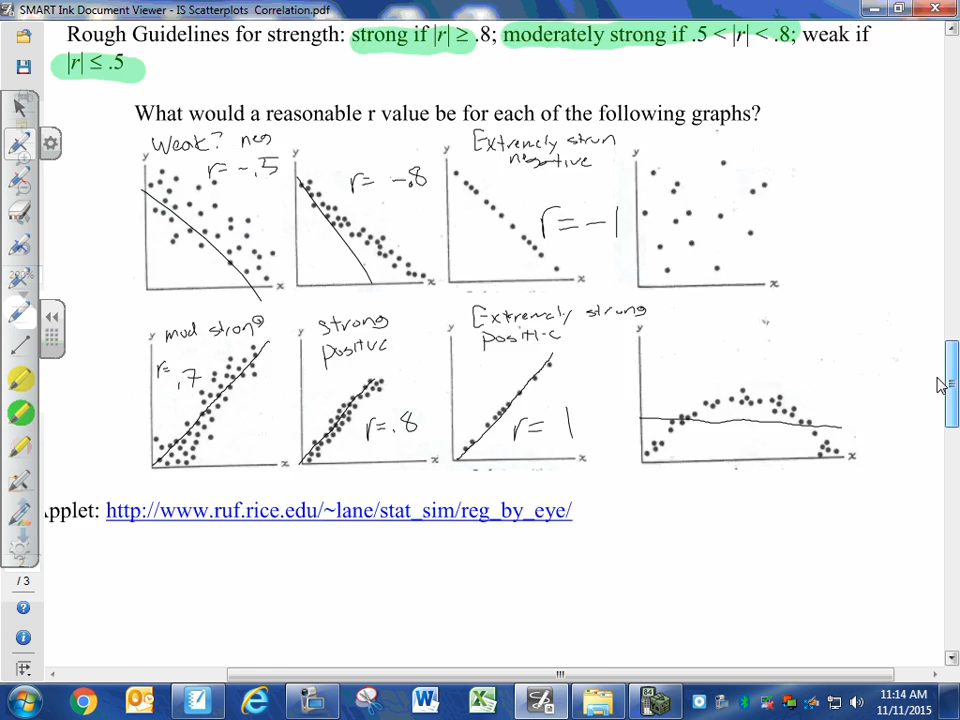 SMART Ink Document Viewer - IS Scatterplots Correlation.pdf
Rough Guidelines for strength: strong if |r| ≥ .8; moderately strong if .5 < |r| < .8; weak if
|r| ≤ .5
What would a reasonable r value be for each of the following graphs?
Weak? neg
r= -.5
y
x
r= -.8
y
x
Extremely stron
negative
r= -1
y
x
y
x
mod strong
r= .7
y
x
strong
positive
r=.8
y
x
Extremely strong
positive
r= 1
y
x
y
x
Applet: http://www.ruf.rice.edu/~lane/stat_sim/reg_by_eye/
/ 3
11:14 AM
11/11/2015